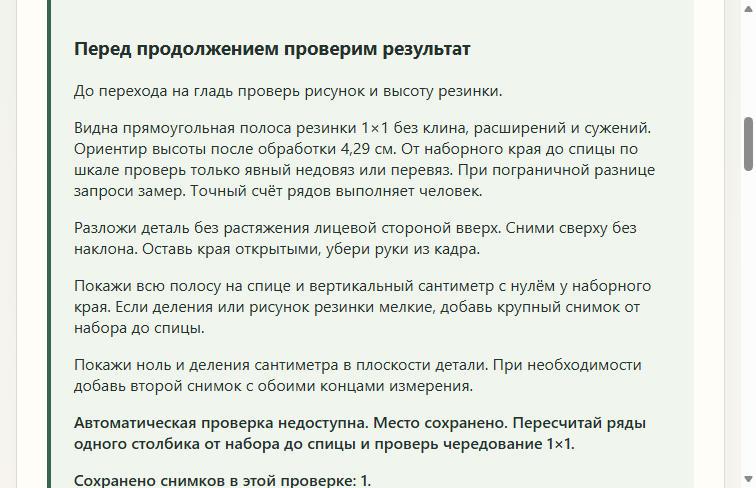 Перед продолжением проверим результат
До перехода на гладь проверь рисунок и высоту резинки.
Видна прямоугольная полоса резинки 1×1 без клина, расширений и сужений.
Ориентир высоты после обработки 4,29 см. От наборного края до спицы по
шкале проверь только явный недовяз или перевяз. При пограничной разнице
запроси замер. Точный счёт рядов выполняет человек.
Разложи деталь без растяжения лицевой стороной вверх. Сними сверху без
наклона. Оставь края открытыми, убери руки из кадра.
Покажи всю полосу на спице и вертикальный сантиметр с нулём у наборного
края. Если деления или рисунок резинки мелкие, добавь крупный снимок от
набора до спицы.
Покажи ноль и деления сантиметра в плоскости детали. При необходимости
добавь второй снимок с обоими концами измерения.
Автоматическая проверка недоступна. Место сохранено. Пересчитай ряды
одного столбика от набора до спицы и проверь чередование 1×1.
Сохранено снимков в этой проверке: 1.